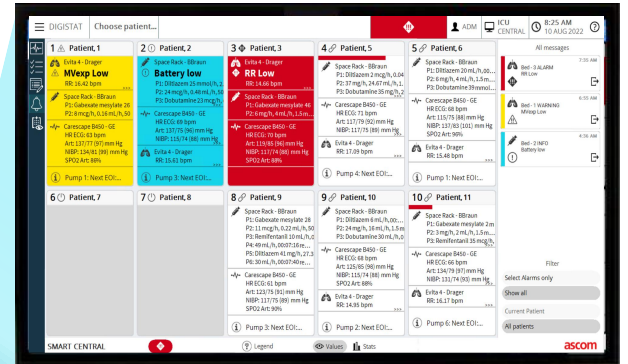 DIGISTAT Choose patient...
ADM
ICU
CENTRAL
8:25 AM
10 AUG 2022
1 Patient, 1
Evita 4 - Drager
MVexp Low
RR: 16.42 bpm
Space Rack - BBraun
P1: Gabexate mesylate 26
P2: 6 mcg/h, 0.16 mL/h, 50
Carescape B450 - GE
HR ECG: 63 bpm
Art: 137/77 (97) mm Hg
NIBP: 134/81 (99) mm Hg
SPO2 Art: 88%
Pump 1: Next EOI:...
2 Patient, 2
Space Rack - BBraun
Battery low
P1: Diltiazem 25 mmol/h, 2.
P2: 24 mcg/h, 0.48 mL/h, 50
P3: Dobutamine 23 mcg/h,
Carescape B450 - GE
HR ECG: 69 bpm
Art: 137/75 (96) mm Hg
NIBP: 115/74 (88) mm Hg
Evita 4 - Drager
RR: 15.61 bpm
Pump 3: Next EOI:...
3 Patient, 3
Evita 4 - Drager
RR Low
RR: 14.66 bpm
Space Rack - BBraun
P1: Gabexate mesylate 46
P2: 6 mg/h, 4 mL/h, 1.5 m...
Carescape B450 - GE
HR ECG: 70 bpm
Art: 119/85 (96) mm Hg
NIBP: 117/74 (88) mm Hg
SPO2 Art: 88%
4 Patient, 5
Space Rack - BBraun
P1: Diltiazem 2 mcg/h, 0.04
P2: 3 mg/h, 24.07 mL/h, 1.
P3: Dobutamine 35 mg/h, 2
Carescape B450 - GE
HR ECG: 71 bpm
Art: 117/79 (92) mm Hg
NIBP: 117/75 (89) mm Hg
Evita 4 - Drager
RR: 17.09 bpm
Pump 4: Next EOI:...
5 Patient, 6
Space Rack - BBraun
P1: Diltiazem 20 mL/h, 00...
P2: 6 mg/h, 4 mL/h, 1.5 m...
P3: Dobutamine 39 mmol...
Carescape B450 - GE
HR ECG: 68 bpm
Art: 115/75 (88) mm Hg
NIBP: 137/83 (101) mm Hg
SPO2 Art: 90%
Evita 4 - Drager
RR: 15.48 bpm
Pump 1: Next EOI:...
All messages
7:35 AM
Bed - 3 ALARM
RR Low
6:55 AM
Bed - 1 WARNING
MVexp Low
4:36 AM
Bed - 2 INFO
Battery low
6 Patient, 7
7 Patient, 8
8 Patient, 9
Space Rack - BBraun
P1: Gabexate mesylate 28
P2: 11 mcg/h, 0.22 mL/h, 50
P3: Remifentanil 10 mL/h, 0
P4: 49 mL/h, 00:07:16 re...
P5: Diltiazem 41 mg/h, 27.3
P6: 30 mL/h, 00:07:40 re...
Carescape B450 - GE
HR ECG: 61 bpm
Art: 123/75 (91) mm Hg
NIBP: 117/75 (89) mm Hg
SPO2 Art: 90%
Pump 3: Next EOI:...
9 Patient, 10
Space Rack - BBraun
P1: Diltiazem 6 mL/h, 00:...
P2: 24 mg/h, 16 mL/h, 1.5 m
P3: Dobutamine 30 mL/h, 0
Carescape B450 - GE
HR ECG: 68 bpm
Art: 125/85 (98) mm Hg
NIBP: 115/74 (88) mm Hg
SPO2 Art: 88%
Evita 4 - Drager
RR: 14.95 bpm
Pump 2: Next EOI:...
10 Patient, 11
Space Rack - BBraun
P1: Gabexate mesylate 2 m
P2: 3 mg/h, 2 mL/h, 1.5 m...
P3: Remifentanil 35 mcg/h,
Carescape B450 - GE
HR ECG: 66 bpm
Art: 134/79 (97) mm Hg
NIBP: 131/74 (93) mm Hg
Evita 4 - Drager
RR: 16.17 bpm
Pump 6: Next EOI:...
Filter
Select Alarms only
Show all
Current Patient
All patients
SMART CENTRAL
Legend
Values
Stats
ascom